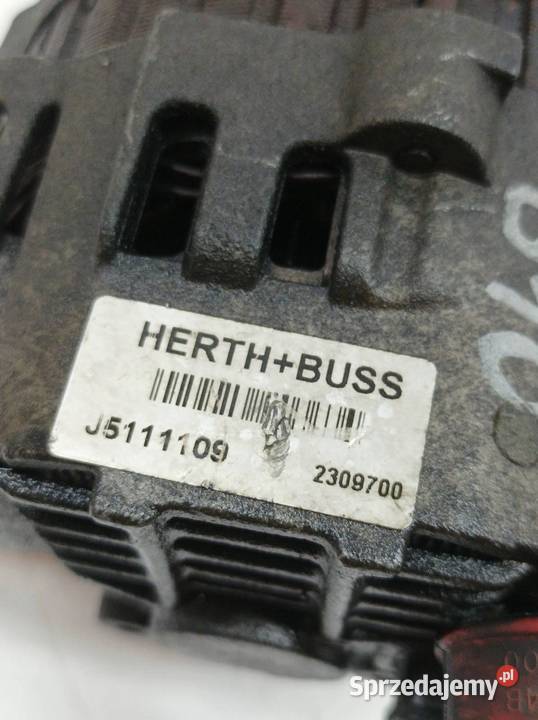 HERTH+BUSS
J5111109
2309700
Sprzedajemy.pl